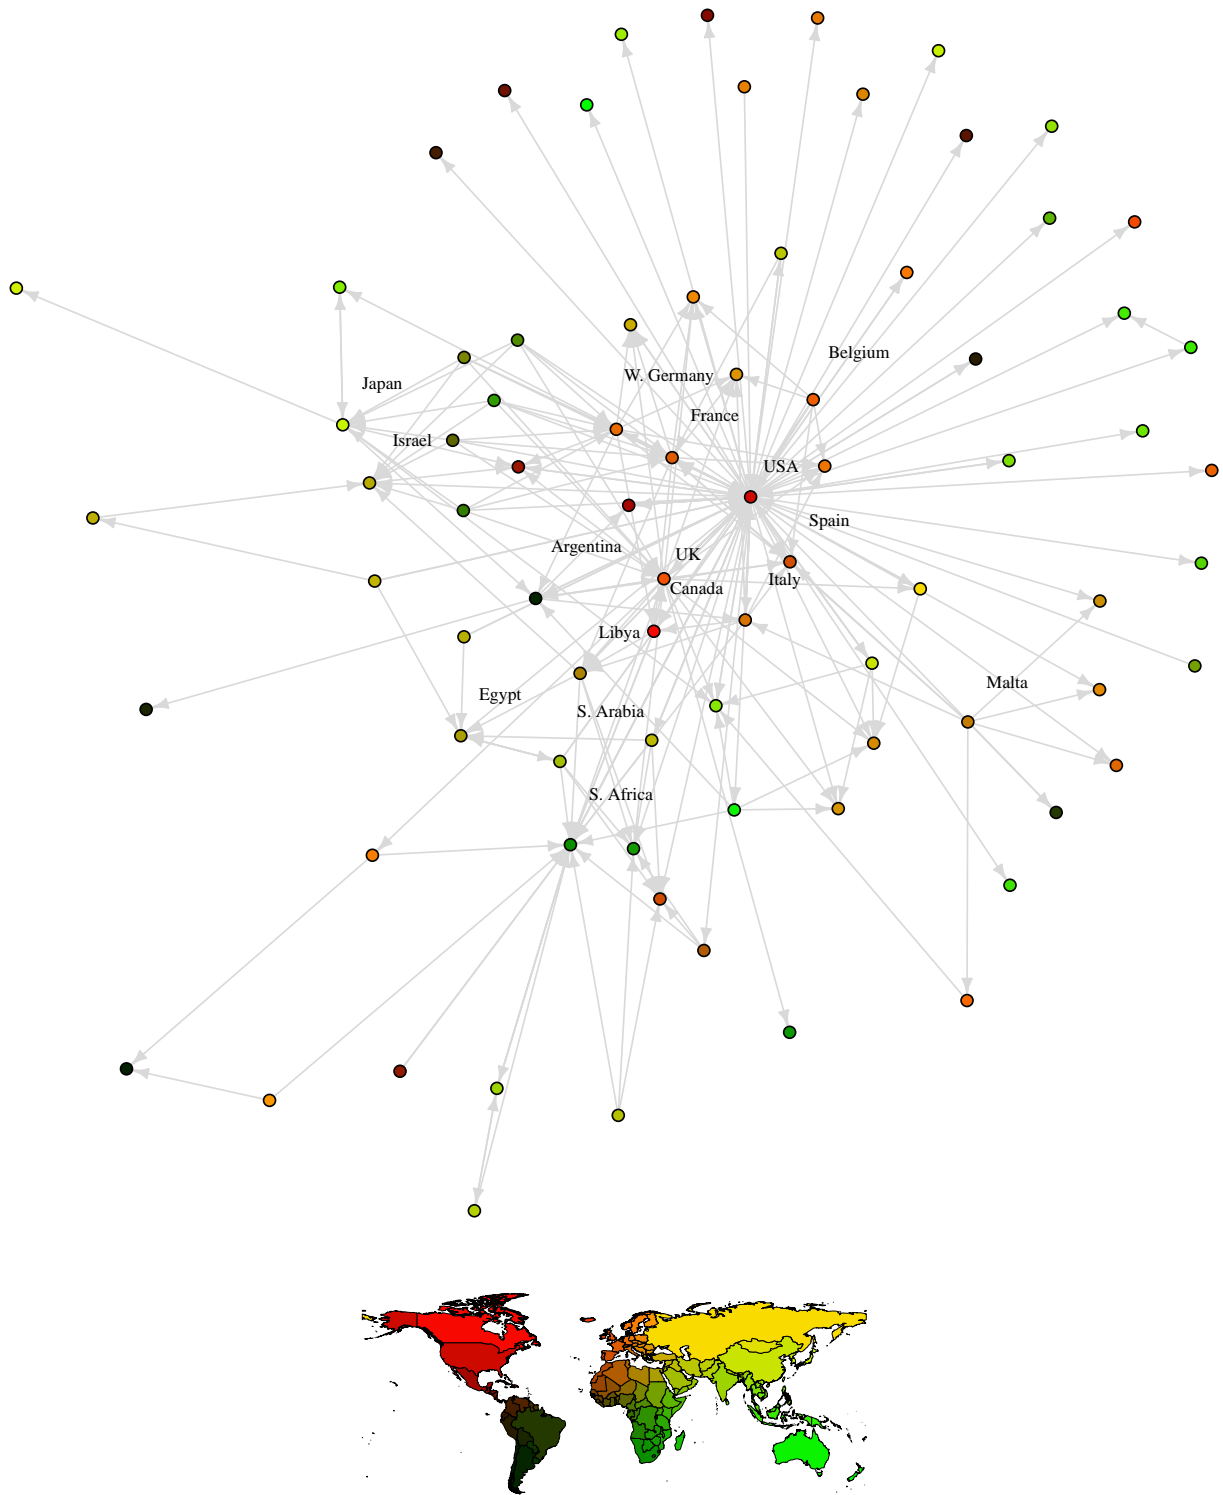 Belgium
W. Germany
Japan
France
Israel
USA
Spain
Argentina
UK
Italy
Canada
Libya
Malta
Egypt
S. Arabia
S. Africa